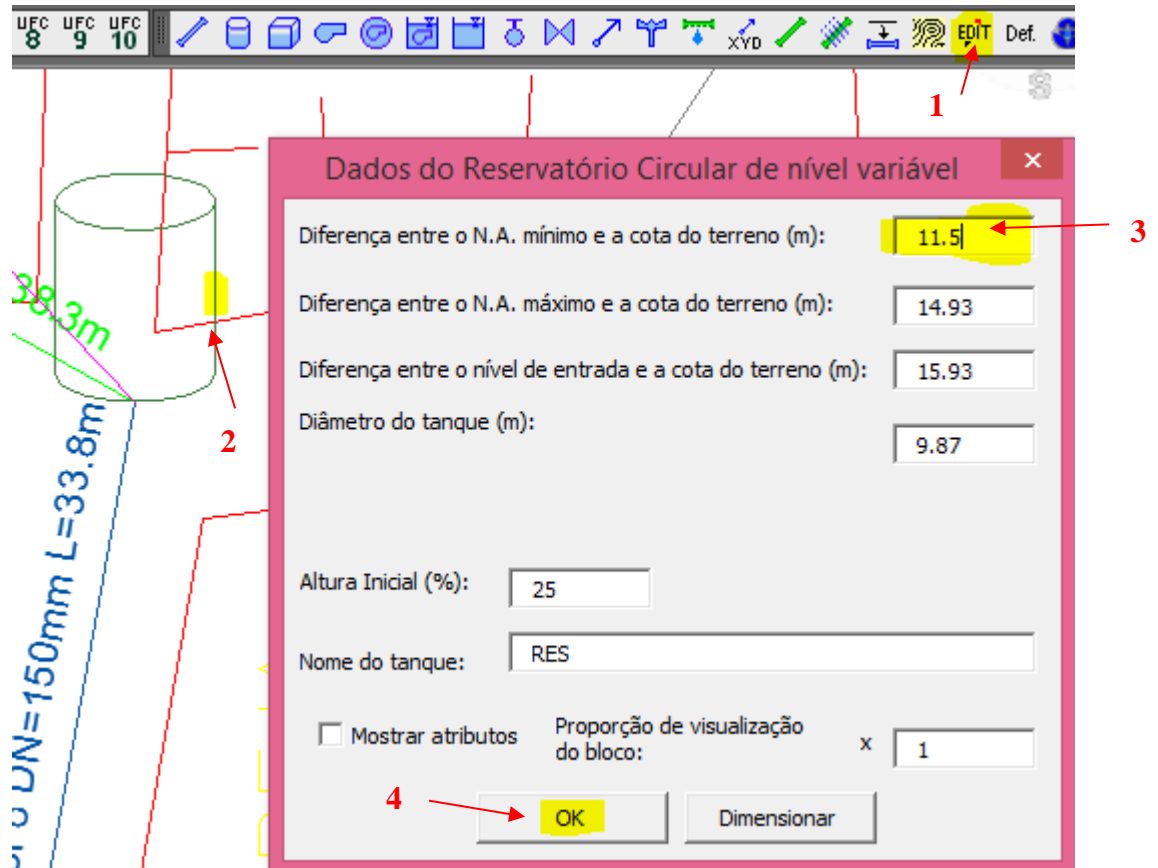 UFC 8 UFC 9 UFC 10 XYD EDIT Def.
1
S
Dados do Reservatório Circular de nível variável
Diferença entre o N.A. mínimo e a cota do terreno (m): 11.5
3
Diferença entre o N.A. máximo e a cota do terreno (m): 14.93
38.3m
Diferença entre o nível de entrada e a cota do terreno (m): 15.93
2
Diâmetro do tanque (m): 9.87
DN=150mm L=33.8m
Altura Inicial (%): 25
Nome do tanque: RES
Mostrar atributos
Proporção de visualização
do bloco: x 1
4
OK Dimensionar